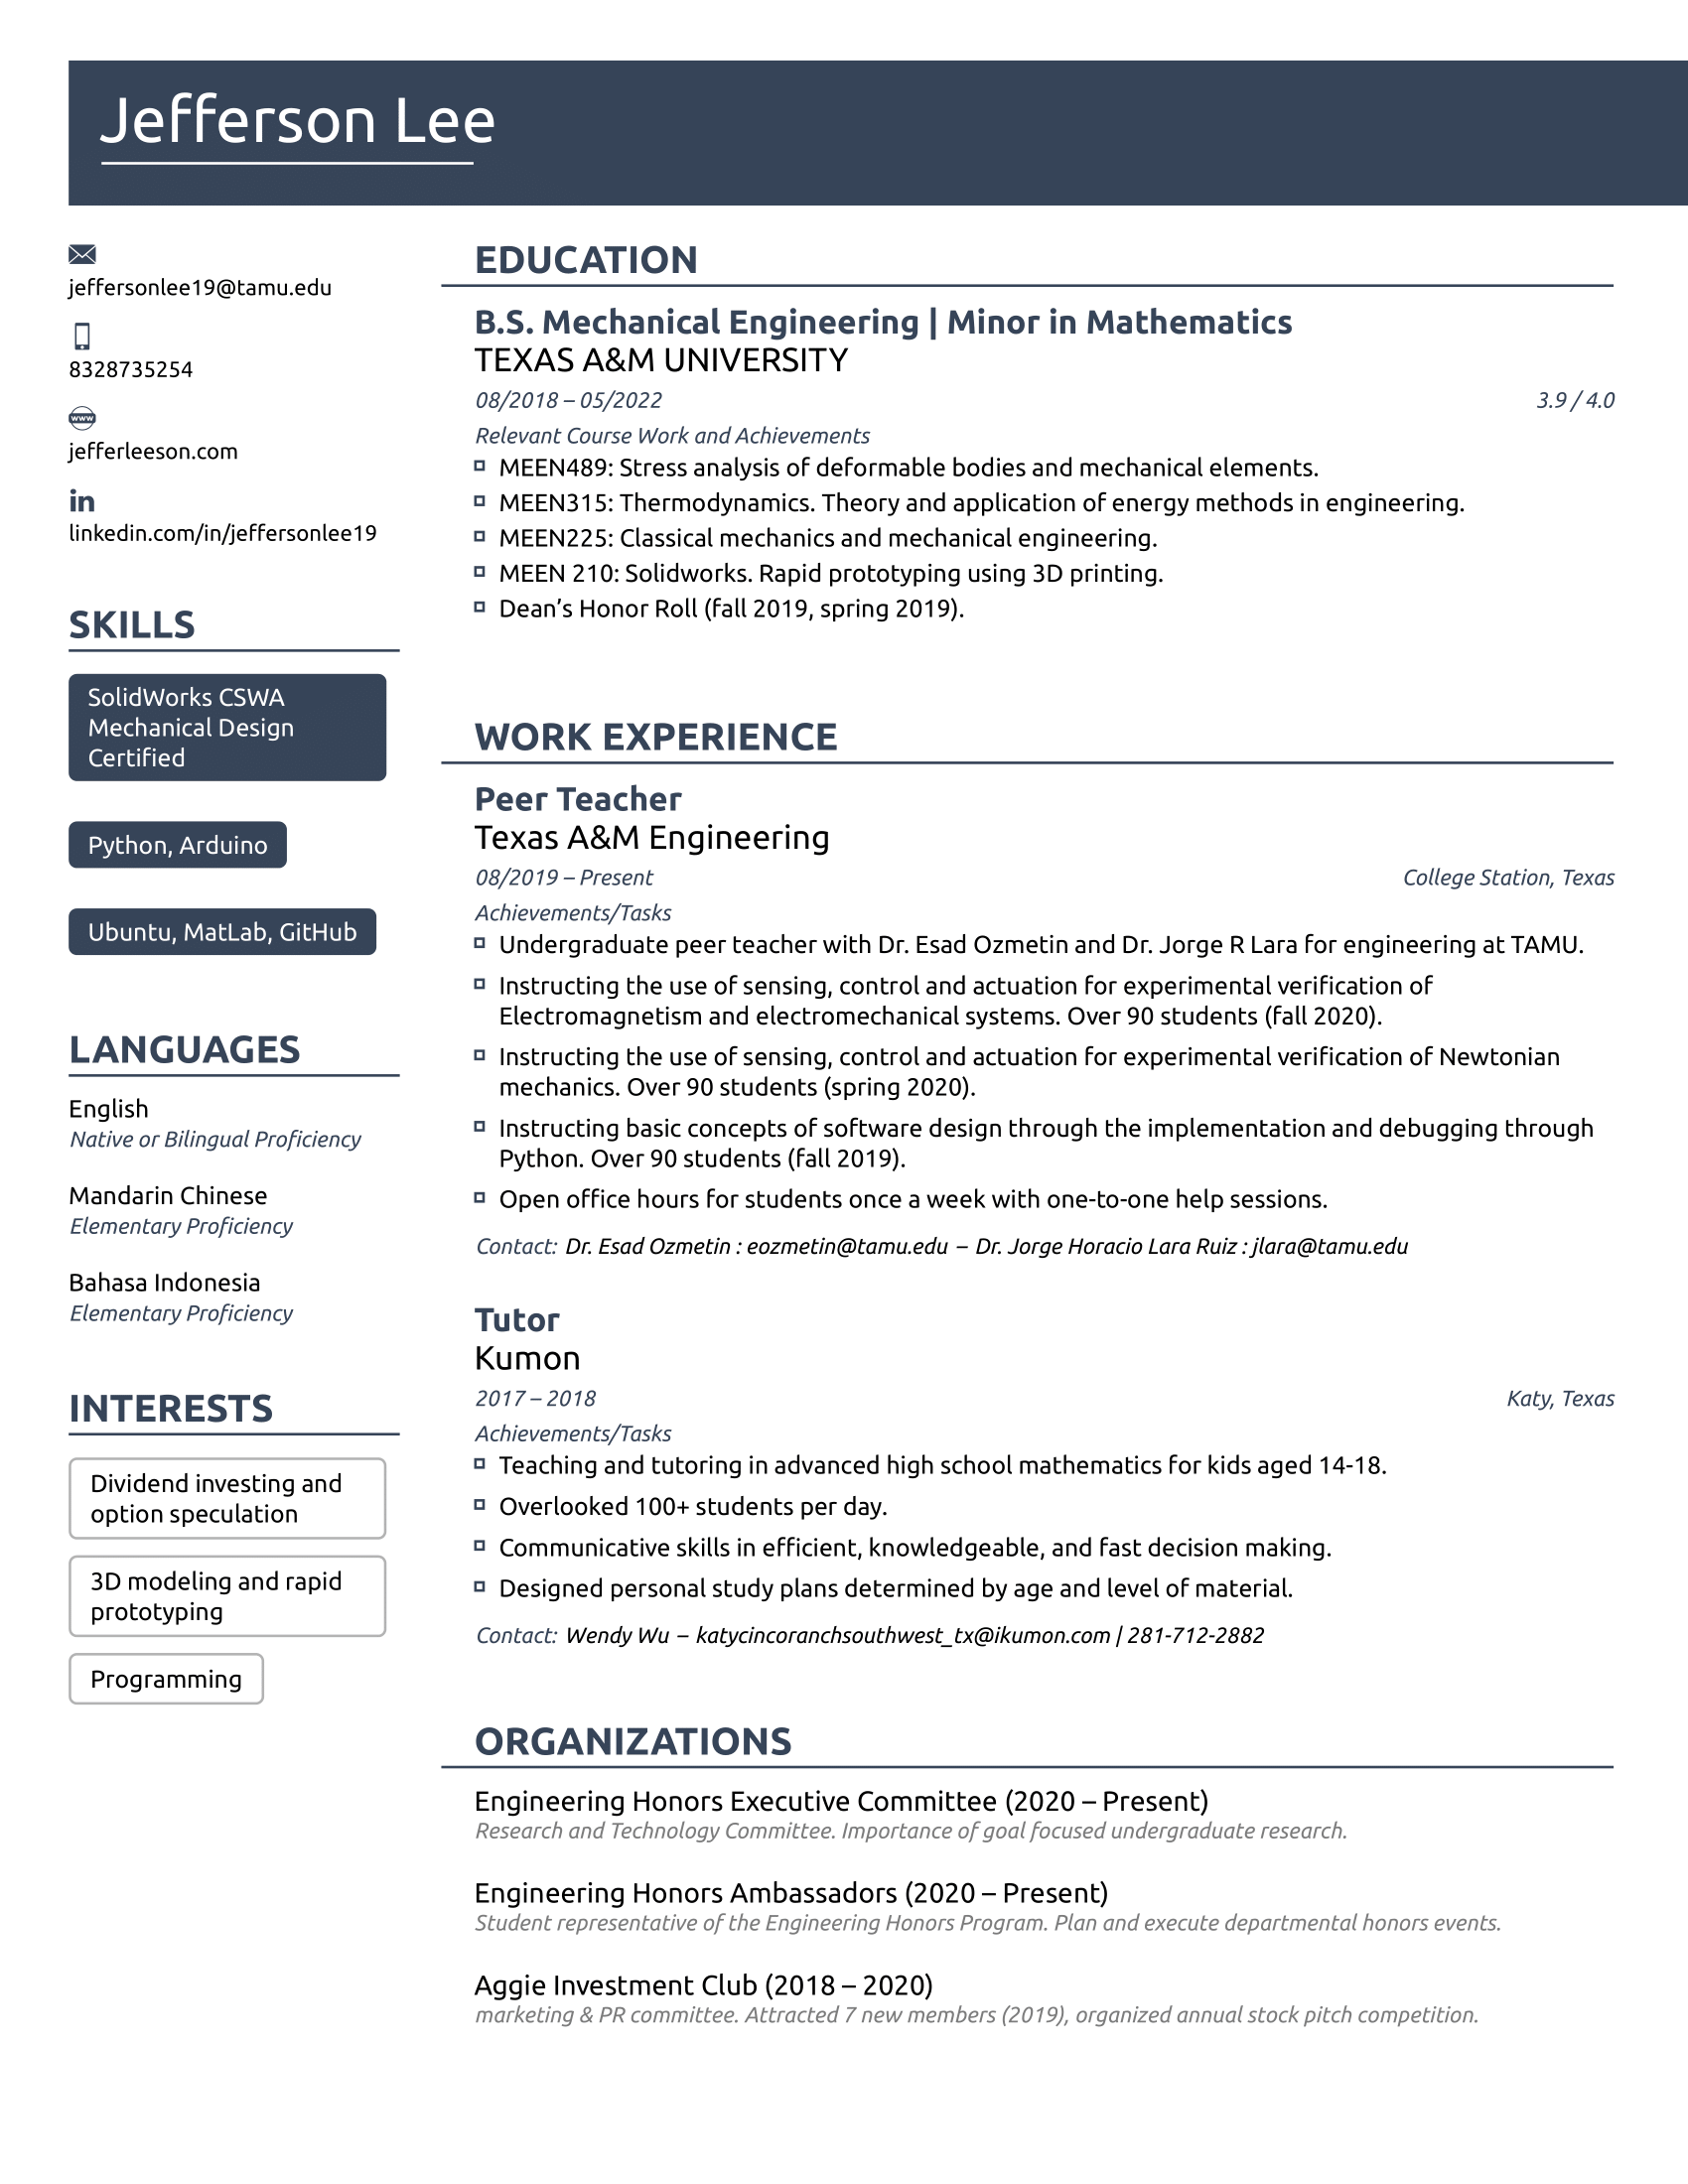 Jefferson Lee
jeffersonlee19@tamu.edu
8328735254
www
jefferleeson.com
in
linkedin.com/in/jeffersonlee19
SKILLS
SolidWorks CSWA
Mechanical Design
Certified
Python, Arduino
Ubuntu, MatLab, GitHub
LANGUAGES
English
Native or Bilingual Proficiency
Mandarin Chinese
Elementary Proficiency
Bahasa Indonesia
Elementary Proficiency
INTERESTS
Dividend investing and
option speculation
3D modeling and rapid
prototyping
Programming
EDUCATION
B.S. Mechanical Engineering | Minor in Mathematics
TEXAS A&M UNIVERSITY
08/2018 – 05/2022 3.9 / 4.0
Relevant Course Work and Achievements
MEEN489: Stress analysis of deformable bodies and mechanical elements.
MEEN315: Thermodynamics. Theory and application of energy methods in engineering.
MEEN225: Classical mechanics and mechanical engineering.
MEEN 210: Solidworks. Rapid prototyping using 3D printing.
Dean’s Honor Roll (fall 2019, spring 2019).
WORK EXPERIENCE
Peer Teacher
Texas A&M Engineering
08/2019 – Present College Station, Texas
Achievements/Tasks
Undergraduate peer teacher with Dr. Esad Ozmetin and Dr. Jorge R Lara for engineering at TAMU.
Instructing the use of sensing, control and actuation for experimental verification of
Electromagnetism and electromechanical systems. Over 90 students (fall 2020).
Instructing the use of sensing, control and actuation for experimental verification of Newtonian
mechanics. Over 90 students (spring 2020).
Instructing basic concepts of software design through the implementation and debugging through
Python. Over 90 students (fall 2019).
Open office hours for students once a week with one-to-one help sessions.
Contact: Dr. Esad Ozmetin : eozmetin@tamu.edu – Dr. Jorge Horacio Lara Ruiz : jlara@tamu.edu
Tutor
Kumon
2017 – 2018 Katy, Texas
Achievements/Tasks
Teaching and tutoring in advanced high school mathematics for kids aged 14-18.
Overlooked 100+ students per day.
Communicative skills in efficient, knowledgeable, and fast decision making.
Designed personal study plans determined by age and level of material.
Contact: Wendy Wu – katycincoranchsouthwest_tx@ikumon.com | 281-712-2882
ORGANIZATIONS
Engineering Honors Executive Committee (2020 – Present)
Research and Technology Committee. Importance of goal focused undergraduate research.
Engineering Honors Ambassadors (2020 – Present)
Student representative of the Engineering Honors Program. Plan and execute departmental honors events.
Aggie Investment Club (2018 – 2020)
marketing & PR committee. Attracted 7 new members (2019), organized annual stock pitch competition.